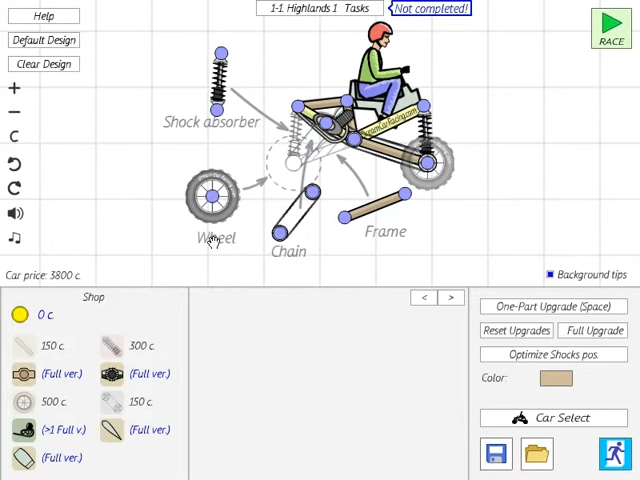 Help
1-1 Highlands 1 Tasks
Not completed!
RACE
Default Design
Clear Design
Shock absorber
DreamCarRacing.com
Wheel
Chain
Frame
Car price: 3800 c.
Background tips
Shop
0 c.
150 c.
300 c.
(Full ver.)
(Full ver.)
500 c.
150 c.
(>1 Full v.)
(Full ver.)
(Full ver.)
<
>
One-Part Upgrade (Space)
Reset Upgrades
Full Upgrade
Optimize Shocks pos.
Color:
Car Select